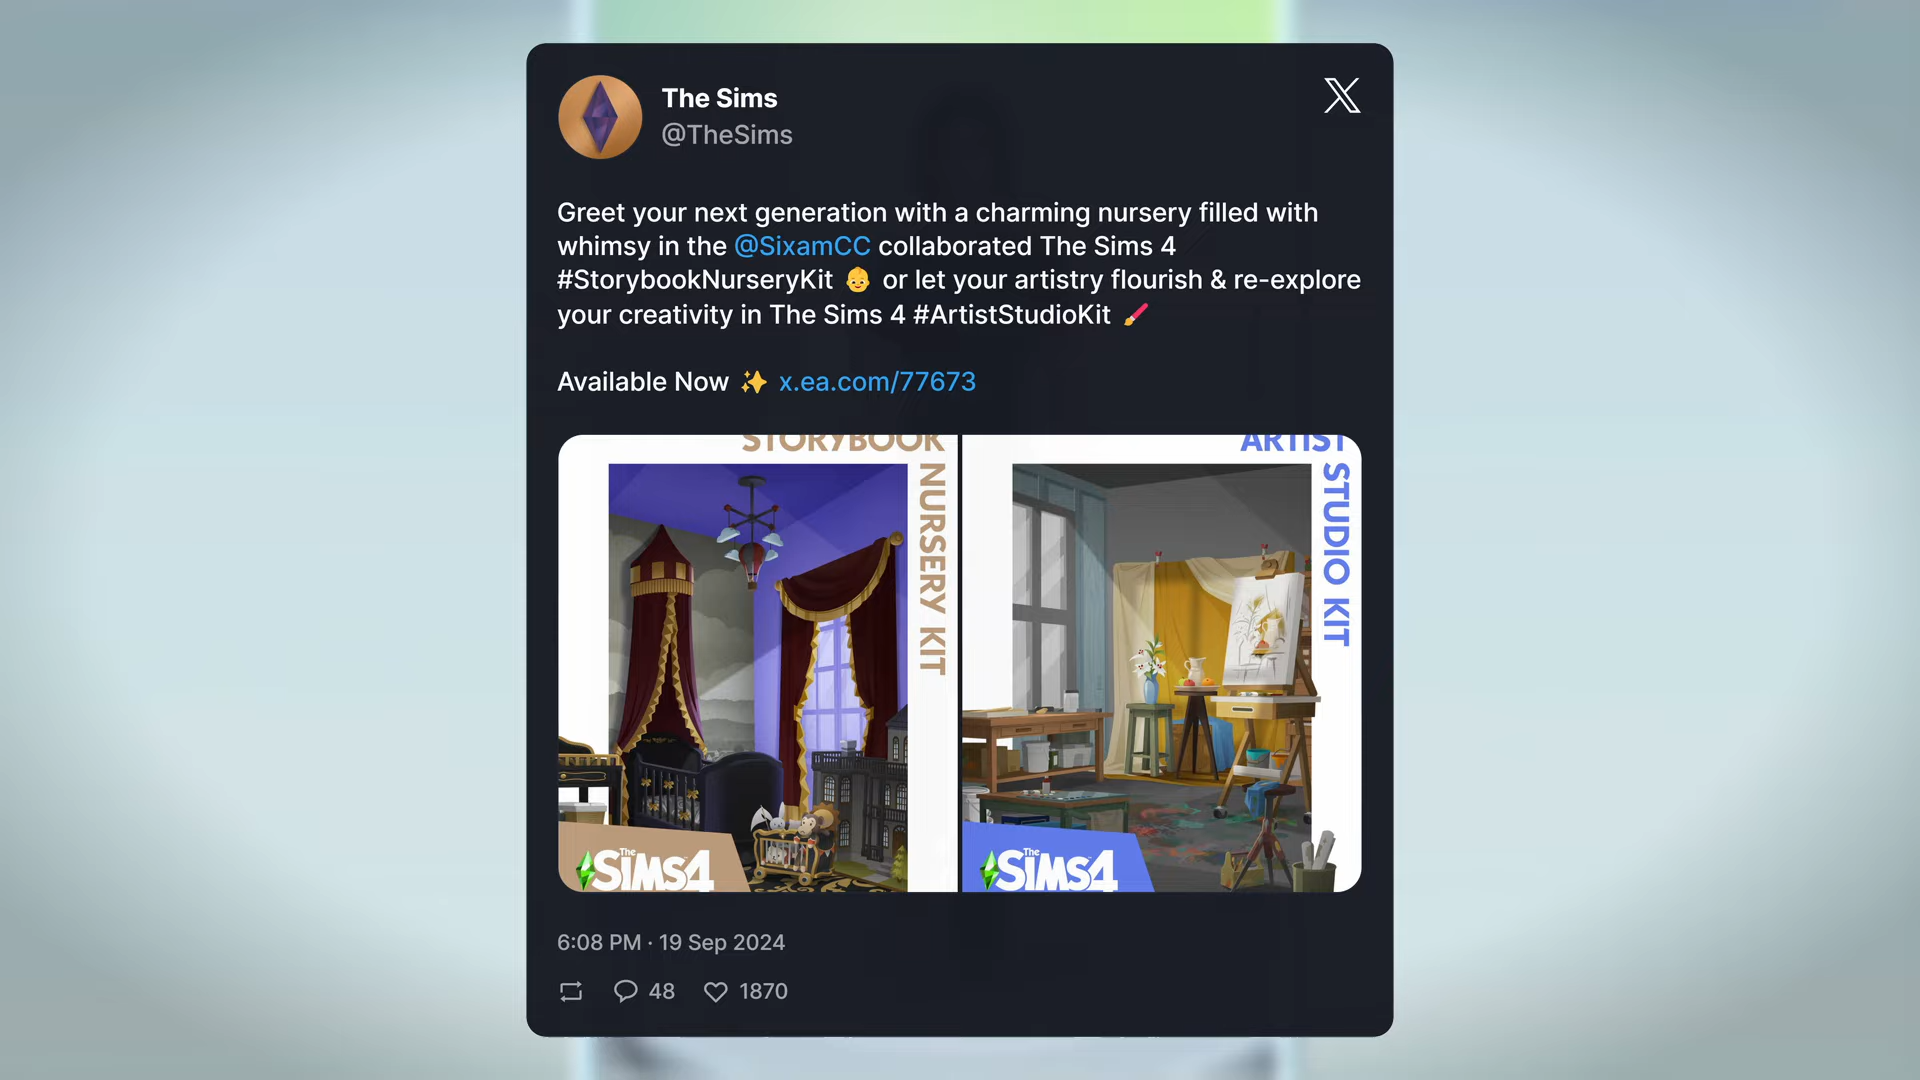 The Sims
@TheSims
Greet your next generation with a charming nursery filled with
whimsy in the @SixamCC collaborated The Sims 4
#StorybookNurseryKit 👶 or let your artistry flourish & re-explore
your creativity in The Sims 4 #ArtistStudioKit 🖌️
Available Now ✨ x.ea.com/77673
STORYBOOK
NURSERY KIT
The
SIMS4
ARTIST
STUDIO KIT
The
SIMS4
6:08 PM · 19 Sep 2024
48
1870